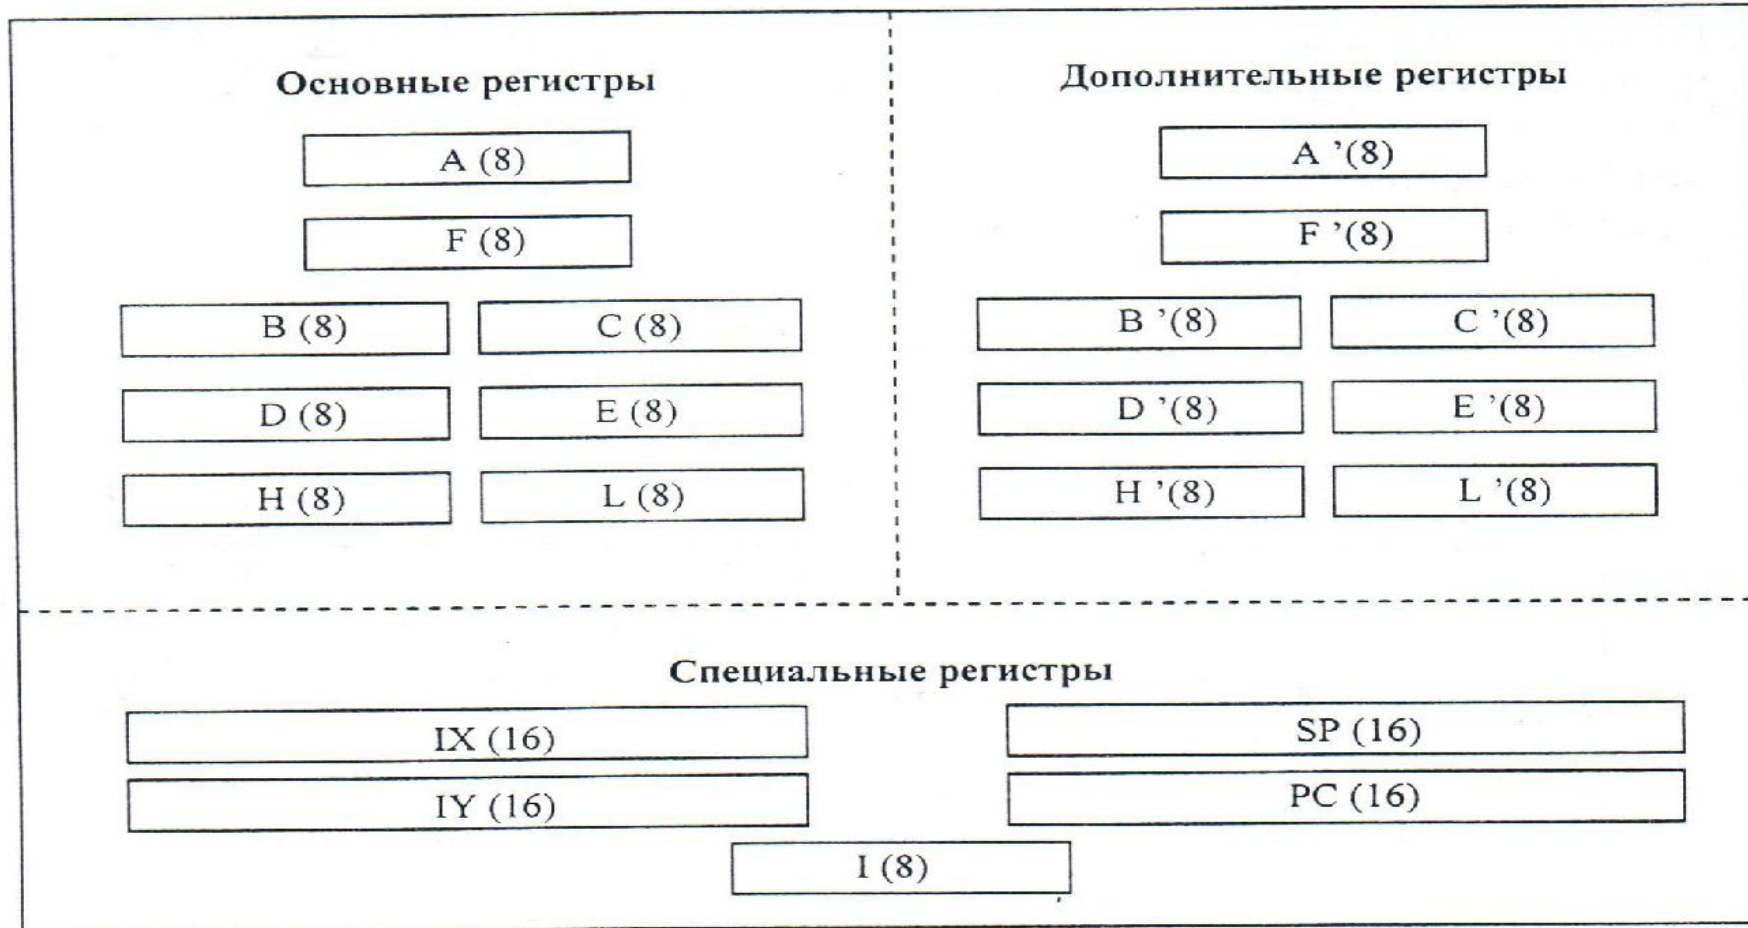 Основные регистры
A (8)
F (8)
B (8) C (8)
D (8) E (8)
H (8) L (8)
Дополнительные регистры
A ’(8)
F ’(8)
B ’(8) C ’(8)
D ’(8) E ’(8)
H ’(8) L ’(8)
Специальные регистры
IX (16) SP (16)
IY (16) PC (16)
I (8)